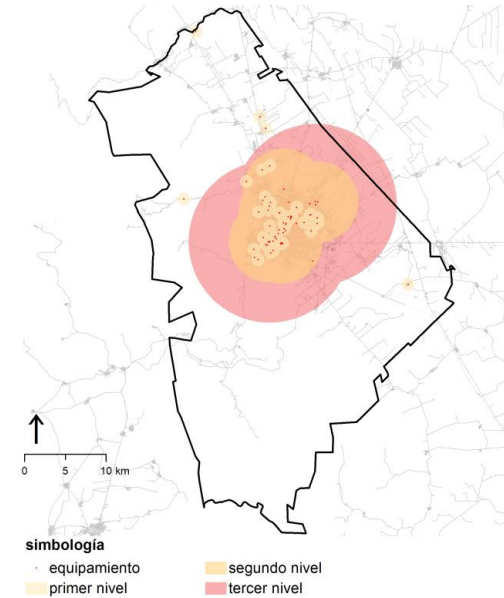 0 5 10 km
simbología
equipamiento segundo nivel
primer nivel tercer nivel